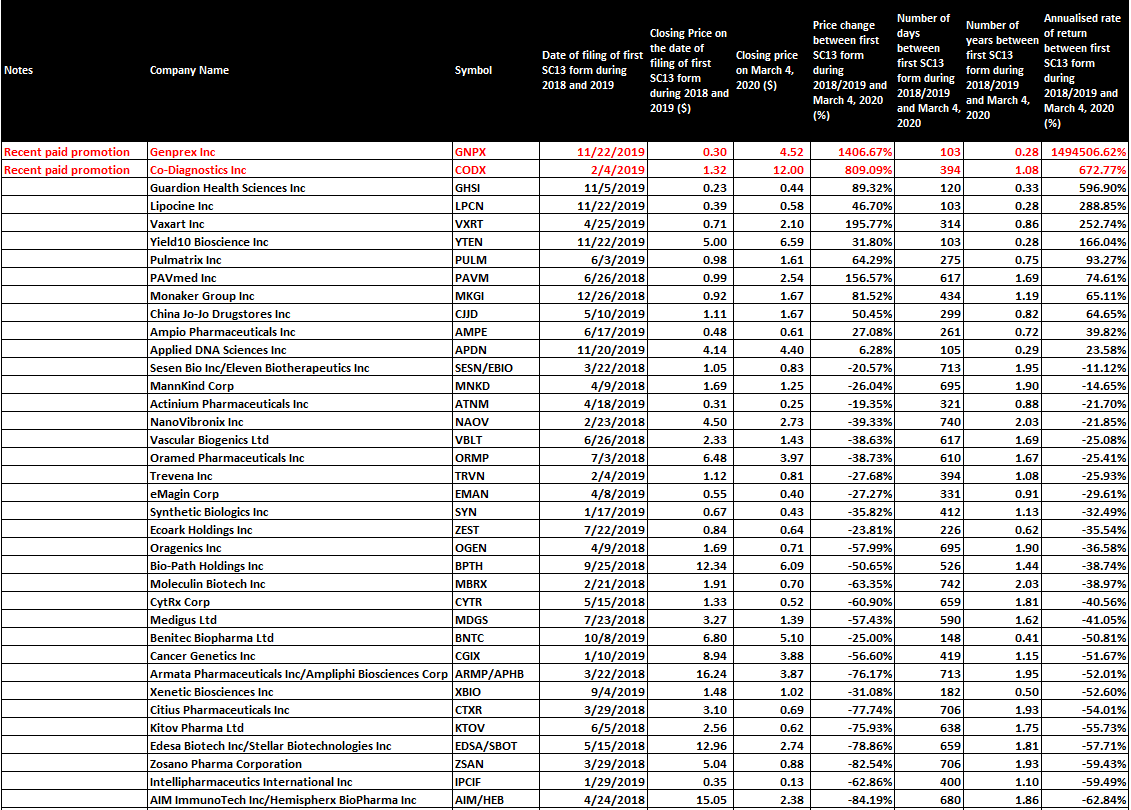 Notes Company Name Symbol Date of filing of first SC13 form during 2018 and 2019 Closing Price on the date of filing of first SC13 form during 2018 and 2019 ($) Closing price on March 4, 2020 ($) Price change between first SC13 form during 2018/2019 and March 4, 2020 (%) Number of days between first SC13 form during 2018/2019 and March 4, 2020 Number of years between first SC13 form during 2018/2019 and March 4, 2020 Annualised rate of return between first SC13 form during 2018/2019 and March 4, 2020 (%)
Recent paid promotion Genprex Inc GNPX 11/22/2019 0.30 4.52 1406.67% 103 0.28 1494506.62%
Recent paid promotion Co-Diagnostics Inc CODX 2/4/2019 1.32 12.00 809.09% 394 1.08 672.77%
Guardion Health Sciences Inc GHSI 11/5/2019 0.23 0.44 89.32% 120 0.33 596.90%
Lipocine Inc LPCN 11/22/2019 0.39 0.58 46.70% 103 0.28 288.85%
Vaxart Inc VXRT 4/25/2019 0.71 2.10 195.77% 314 0.86 252.74%
Yield10 Bioscience Inc YTEN 11/22/2019 5.00 6.59 31.80% 103 0.28 166.04%
Pulmatrix Inc PULM 6/3/2019 0.98 1.61 64.29% 275 0.75 93.27%
PAVmed Inc PAVM 6/26/2018 0.99 2.54 156.57% 617 1.69 74.61%
Monaker Group Inc MKGI 12/26/2018 0.92 1.67 81.52% 434 1.19 65.11%
China Jo-Jo Drugstores Inc CJJD 5/10/2019 1.11 1.67 50.45% 299 0.82 64.65%
Ampio Pharmaceuticals Inc AMPE 6/17/2019 0.48 0.61 27.08% 261 0.72 39.82%
Applied DNA Sciences Inc APDN 11/20/2019 4.14 4.40 6.28% 105 0.29 23.58%
Sesen Bio Inc/Eleven Biotherapeutics Inc SESN/EBIO 3/22/2018 1.05 0.83 -20.57% 713 1.95 -11.12%
MannKind Corp MNKD 4/9/2018 1.69 1.25 -26.04% 695 1.90 -14.65%
Actinium Pharmaceuticals Inc ATNM 4/18/2019 0.31 0.25 -19.35% 321 0.88 -21.70%
NanoVibronix Inc NAOV 2/23/2018 4.50 2.73 -39.33% 740 2.03 -21.85%
Vascular Biogenics Ltd VBLT 6/26/2018 2.33 1.43 -38.63% 617 1.69 -25.08%
Oramed Pharmaceuticals Inc ORMP 7/3/2018 6.48 3.97 -38.73% 610 1.67 -25.41%
Trevena Inc TRVN 2/4/2019 1.12 0.81 -27.68% 394 1.08 -25.93%
eMagin Corp EMAN 4/8/2019 0.55 0.40 -27.27% 331 0.91 -29.61%
Synthetic Biologics Inc SYN 1/17/2019 0.67 0.43 -35.82% 412 1.13 -32.49%
Ecoark Holdings Inc ZEST 7/22/2019 0.84 0.64 -23.81% 226 0.62 -35.54%
Oragenics Inc OGEN 4/9/2018 1.69 0.71 -57.99% 695 1.90 -36.58%
Bio-Path Holdings Inc BPTH 9/25/2018 12.34 6.09 -50.65% 526 1.44 -38.74%
Moleculin Biotech Inc MBRX 2/21/2018 1.91 0.70 -63.35% 742 2.03 -38.97%
CytRx Corp CYTR 5/15/2018 1.33 0.52 -60.90% 659 1.81 -40.56%
Medigus Ltd MDGS 7/23/2018 3.27 1.39 -57.43% 590 1.62 -41.05%
Benitec Biopharma Ltd BNTC 10/8/2019 6.80 5.10 -25.00% 148 0.41 -50.81%
Cancer Genetics Inc CGIX 1/10/2019 8.94 3.88 -56.60% 419 1.15 -51.67%
Armata Pharmaceuticals Inc/Ampliphi Biosciences Corp ARMP/APHB 3/22/2018 16.24 3.87 -76.17% 713 1.95 -52.01%
Xenetic Biosciences Inc XBIO 9/4/2019 1.48 1.02 -31.08% 182 0.50 -52.60%
Citius Pharmaceuticals Inc CTXR 3/29/2018 3.10 0.69 -77.74% 706 1.93 -54.01%
Kitov Pharma Ltd KTOV 6/5/2018 2.56 0.62 -75.93% 638 1.75 -55.73%
Edesa Biotech Inc/Stellar Biotechnologies Inc EDSA/SBOT 5/15/2018 12.96 2.74 -78.86% 659 1.81 -57.71%
Zosano Pharma Corporation ZSAN 3/29/2018 5.04 0.88 -82.54% 706 1.93 -59.43%
Intellipharmaceutics International Inc IPCIF 1/29/2019 0.35 0.13 -62.86% 400 1.10 -59.49%
AIM ImmunoTech Inc/Hemispherx BioPharma Inc AIM/HEB 4/24/2018 15.05 2.38 -84.19% 680 1.86 -62.84%